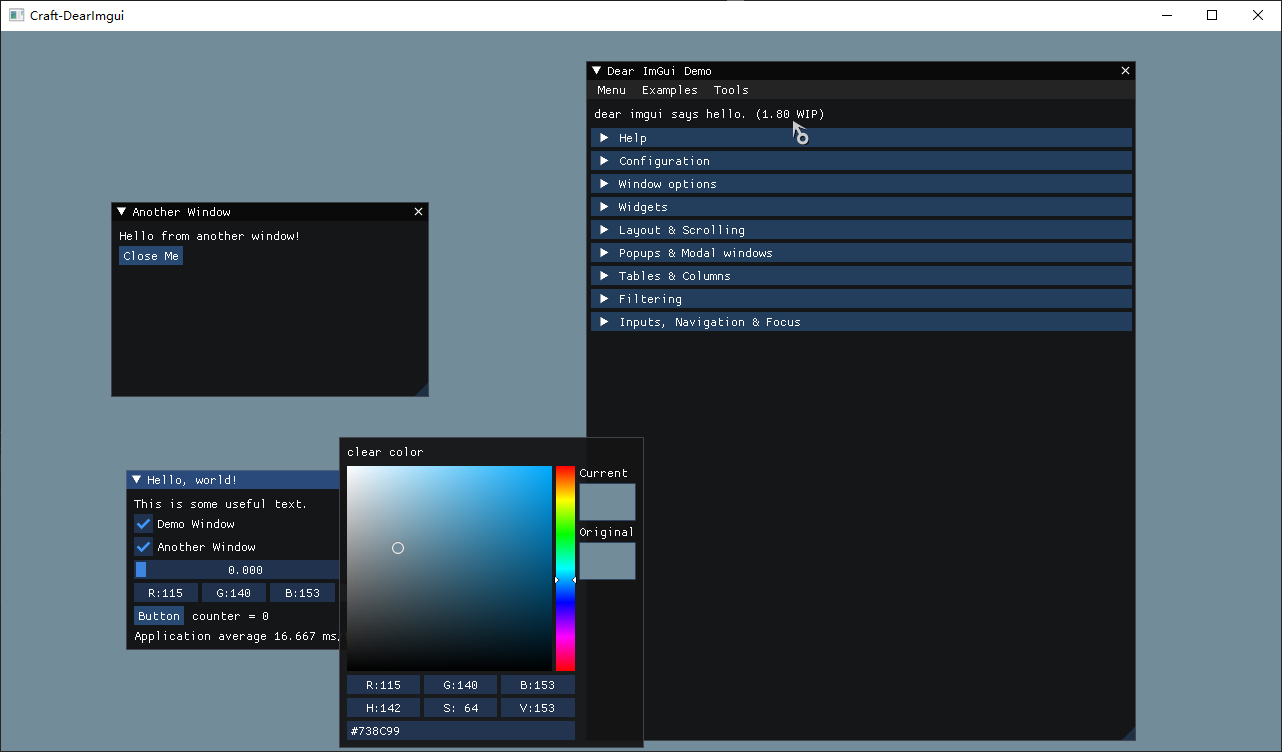 Craft-DearImgui
Dear ImGui Demo
Menu Examples Tools
dear imgui says hello. (1.80 WIP)
Help
Configuration
Window options
Widgets
Layout & Scrolling
Popups & Modal windows
Tables & Columns
Filtering
Inputs, Navigation & Focus
Another Window
Hello from another window!
Close Me
Hello, world!
This is some useful text.
Demo Window
Another Window
0.000
R:115 G:140 B:153
Button counter = 0
Application average 16.667 ms/
clear color
Current
Original
R:115 G:140 B:153
H:142 S: 64 V:153
#738C99